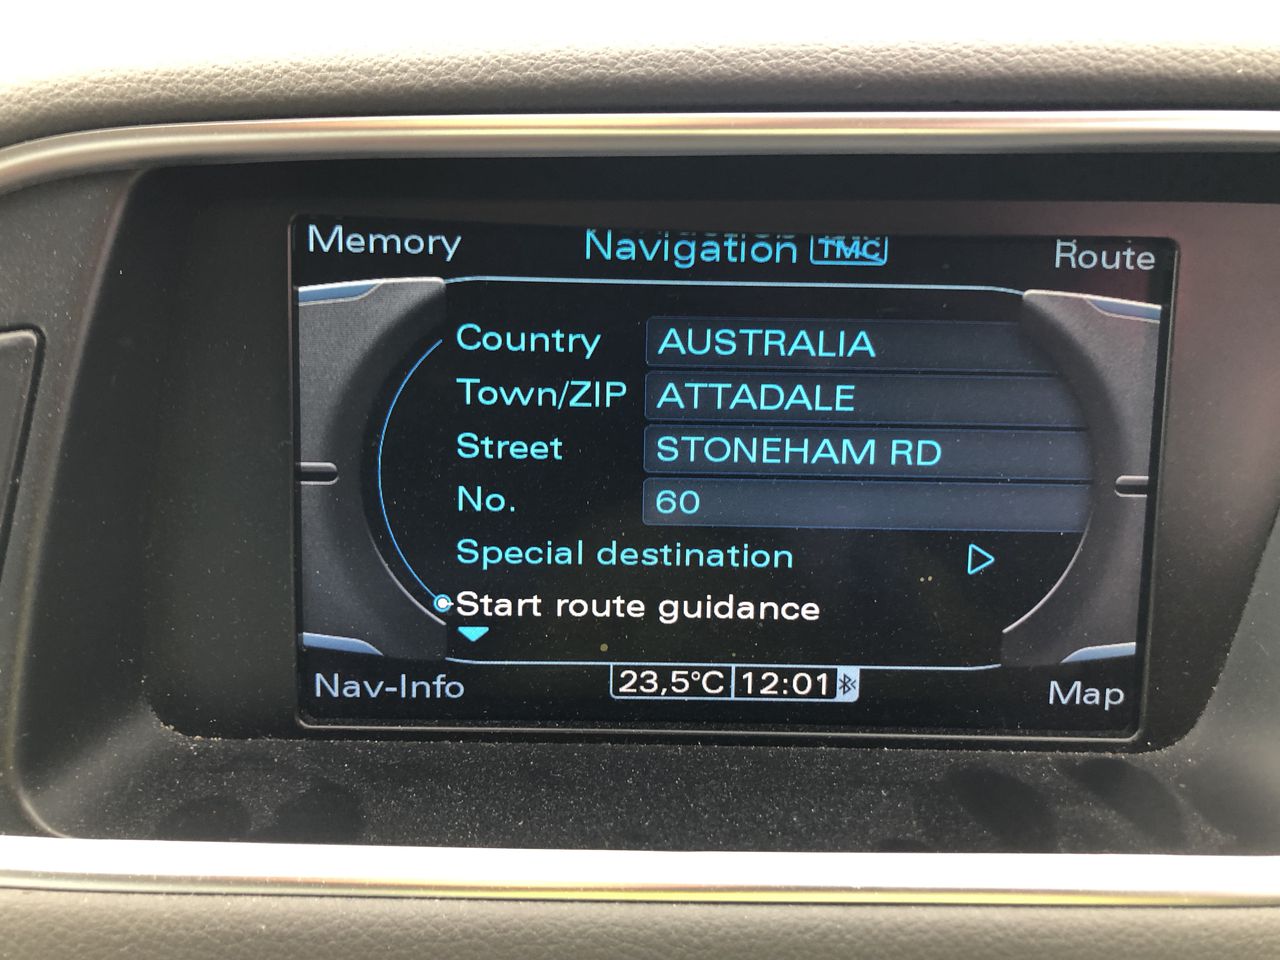 Memory Navigation TMC Route
Country AUSTRALIA
Town/ZIP ATTADALE
Street STONEHAM RD
No. 60
Special destination
Start route guidance
Nav-Info 23,5°C 12:01 Map